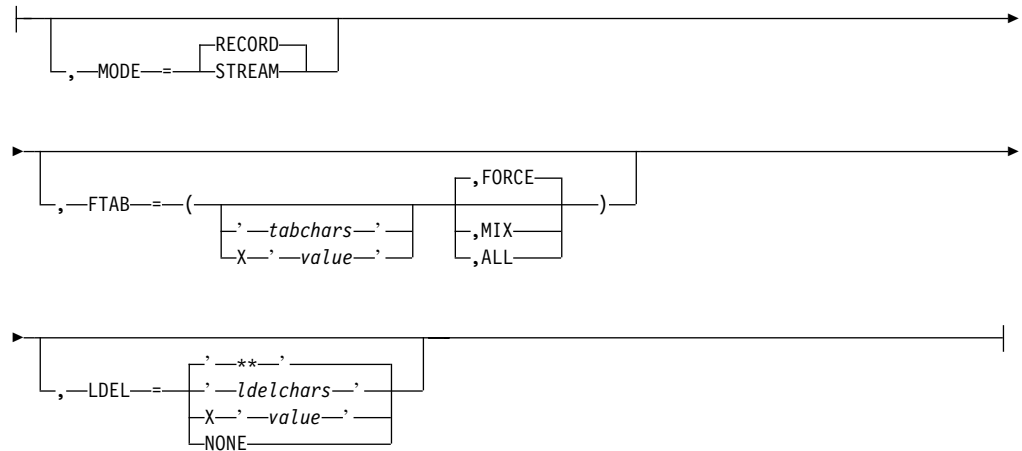 RECORD
, MODE = STREAM
,FORCE
, FTAB = ( ' tabchars ' )
,MIX
X ' value '
,ALL
' ** '
, LDEL = ' ldelchars '
X ' value '
NONE